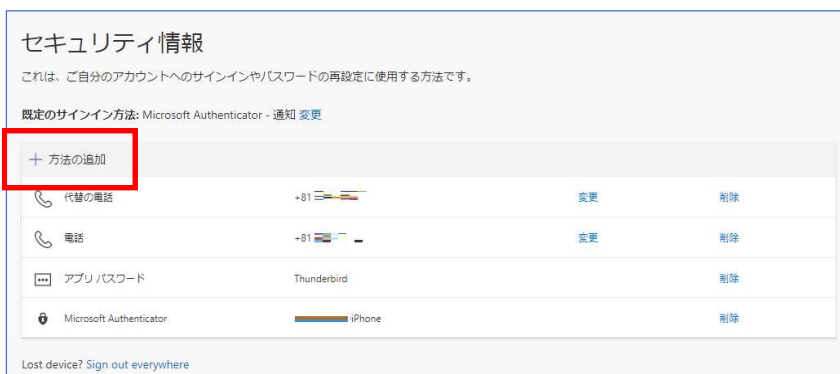 セキュリティ情報
これは、ご自分のアカウントへのサインインやパスワードの再設定に使用する方法です。
既定のサインイン方法: Microsoft Authenticator - 通知 変更
＋ 方法の追加
代替の電話 +81 変更 削除
電話 +81 変更 削除
アプリ パスワード Thunderbird 削除
Microsoft Authenticator iPhone 削除
Lost device? Sign out everywhere